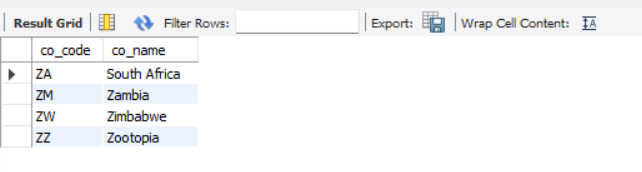 Result Grid Filter Rows: Export: Wrap Cell Content: IA
co_code co_name
ZA South Africa
ZM Zambia
ZW Zimbabwe
ZZ Zootopia